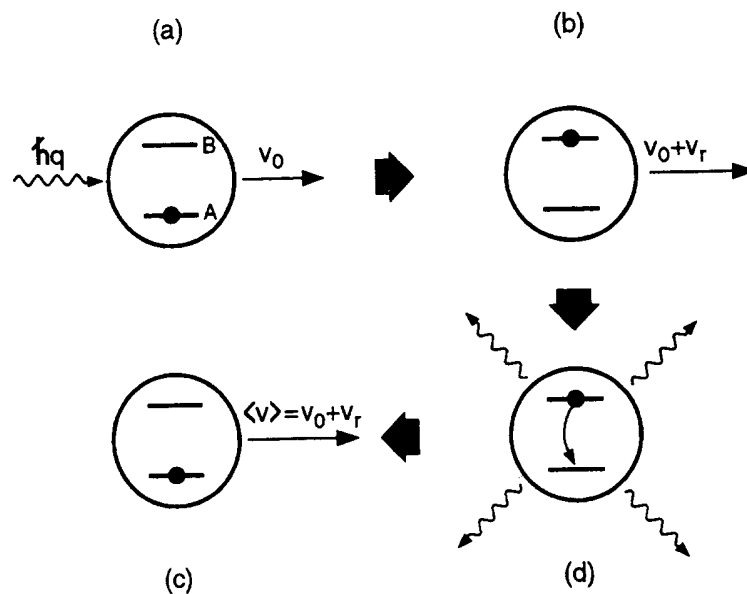 (a)
(b)
ħq
B
A
v₀
v₀+vᵣ
⟨v⟩=v₀+vᵣ
(c)
(d)